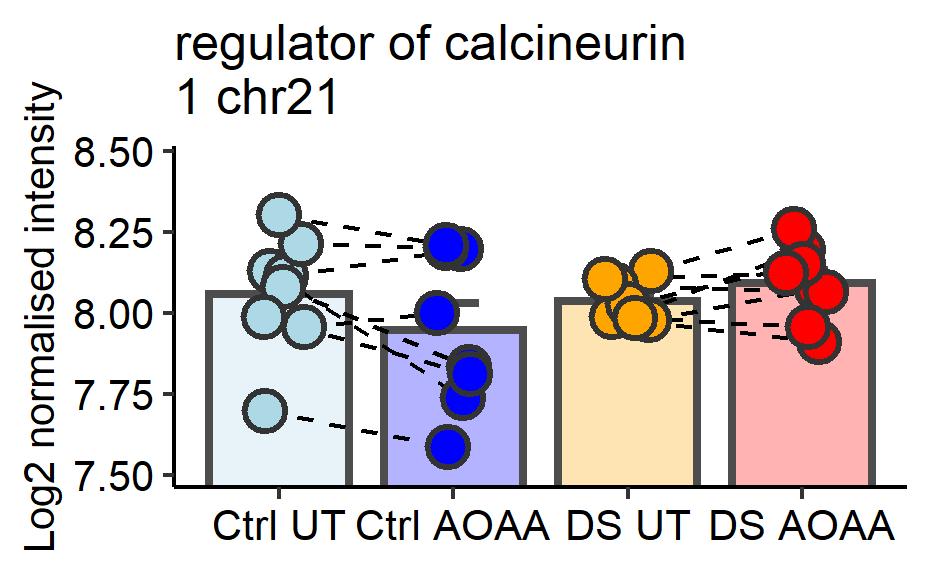 regulator of calcineurin
1 chr21
Log2 normalised intensity
8.50
8.25
8.00
7.75
7.50
Ctrl UT Ctrl AOAA DS UT DS AOAA